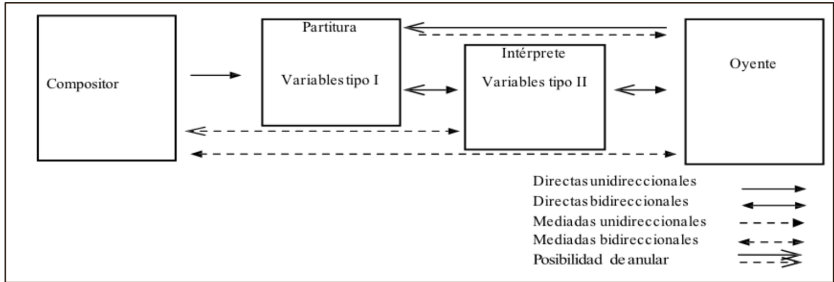 Compositor
Partitura
Variables tipo I
Intérprete
Variables tipo II
Oyente
Directas unidireccionales
Directas bidireccionales
Mediadas unidireccionales
Mediadas bidireccionales
Posibilidad de anular